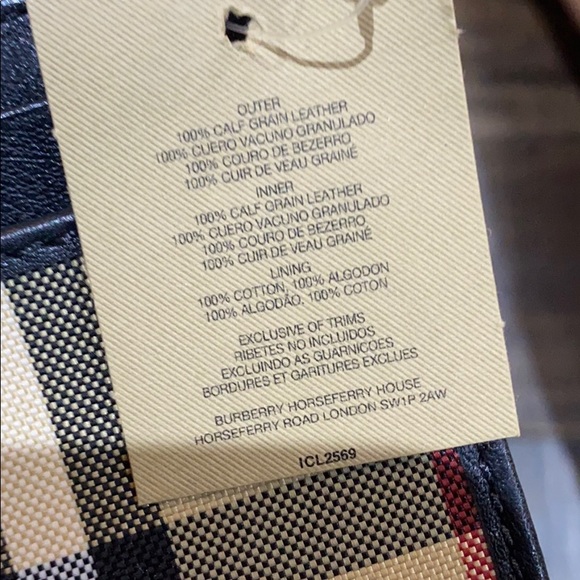 OUTER
100% CALF GRAIN LEATHER
100% CUERO VACUNO GRANULADO
100% COURO DE BEZERRO
100% CUIR DE VEAU GRAINÉ
INNER
100% CALF GRAIN LEATHER
100% CUERO VACUNO GRANULADO
100% COURO DE BEZERRO
100% CUIR DE VEAU GRAINÉ
LINING
100% COTTON, 100% ALGODON
100% ALGODÃO, 100% COTON
EXCLUSIVE OF TRIMS
RIBETES NO INCLUIDOS
EXCLUINDO AS GUARNICOES
BORDURES ET GARITURES EXCLUES
BURBERRY HORSEFERRY HOUSE
HORSEFERRY ROAD LONDON SW1P 2AW
ICL2569